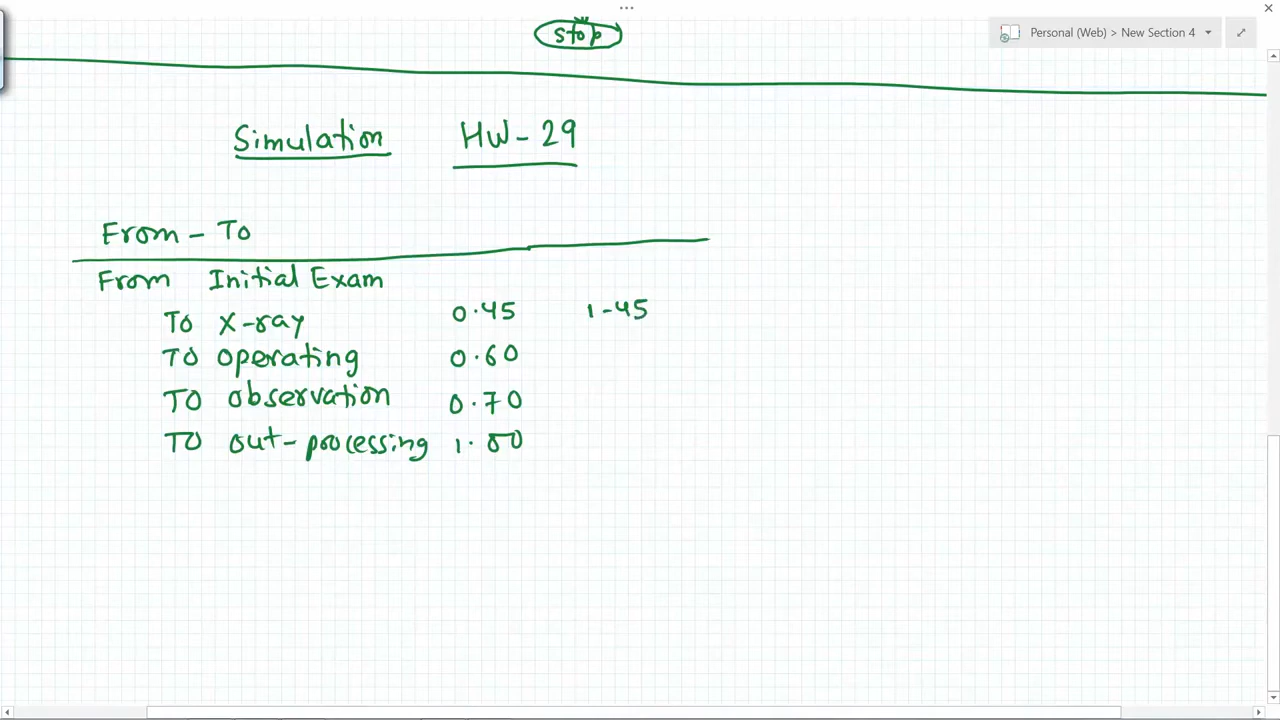 stop
Personal (Web) > New Section 4
Simulation HW-29
From - To
From Initial Exam
To X-ray 0.45 1-45
To operating 0.60
To observation 0.70
To out-processing 1.00